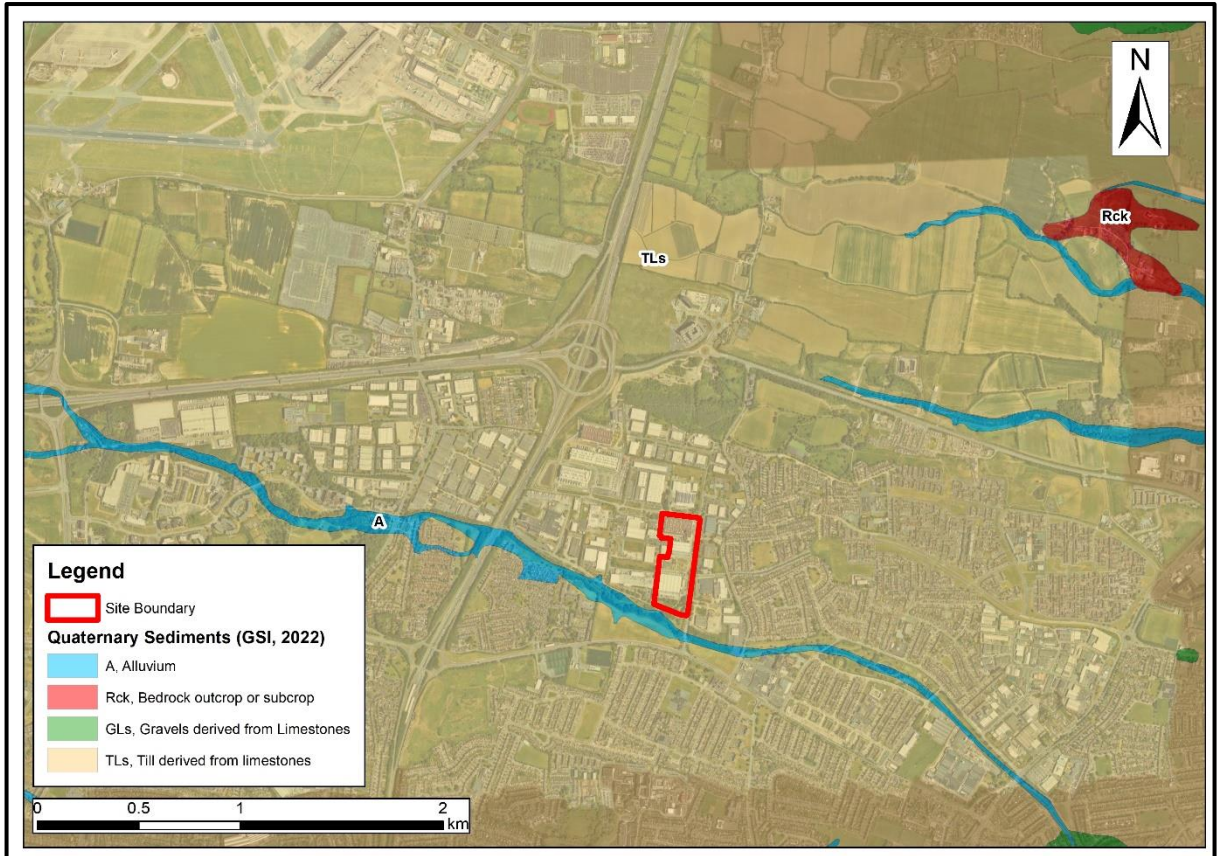 N
Rck
TLs
A
Legend
Site Boundary
Quaternary Sediments (GSI, 2022)
A, Alluvium
Rck, Bedrock outcrop or subcrop
GLs, Gravels derived from Limestones
TLs, Till derived from limestones
0 0.5 1 2
km